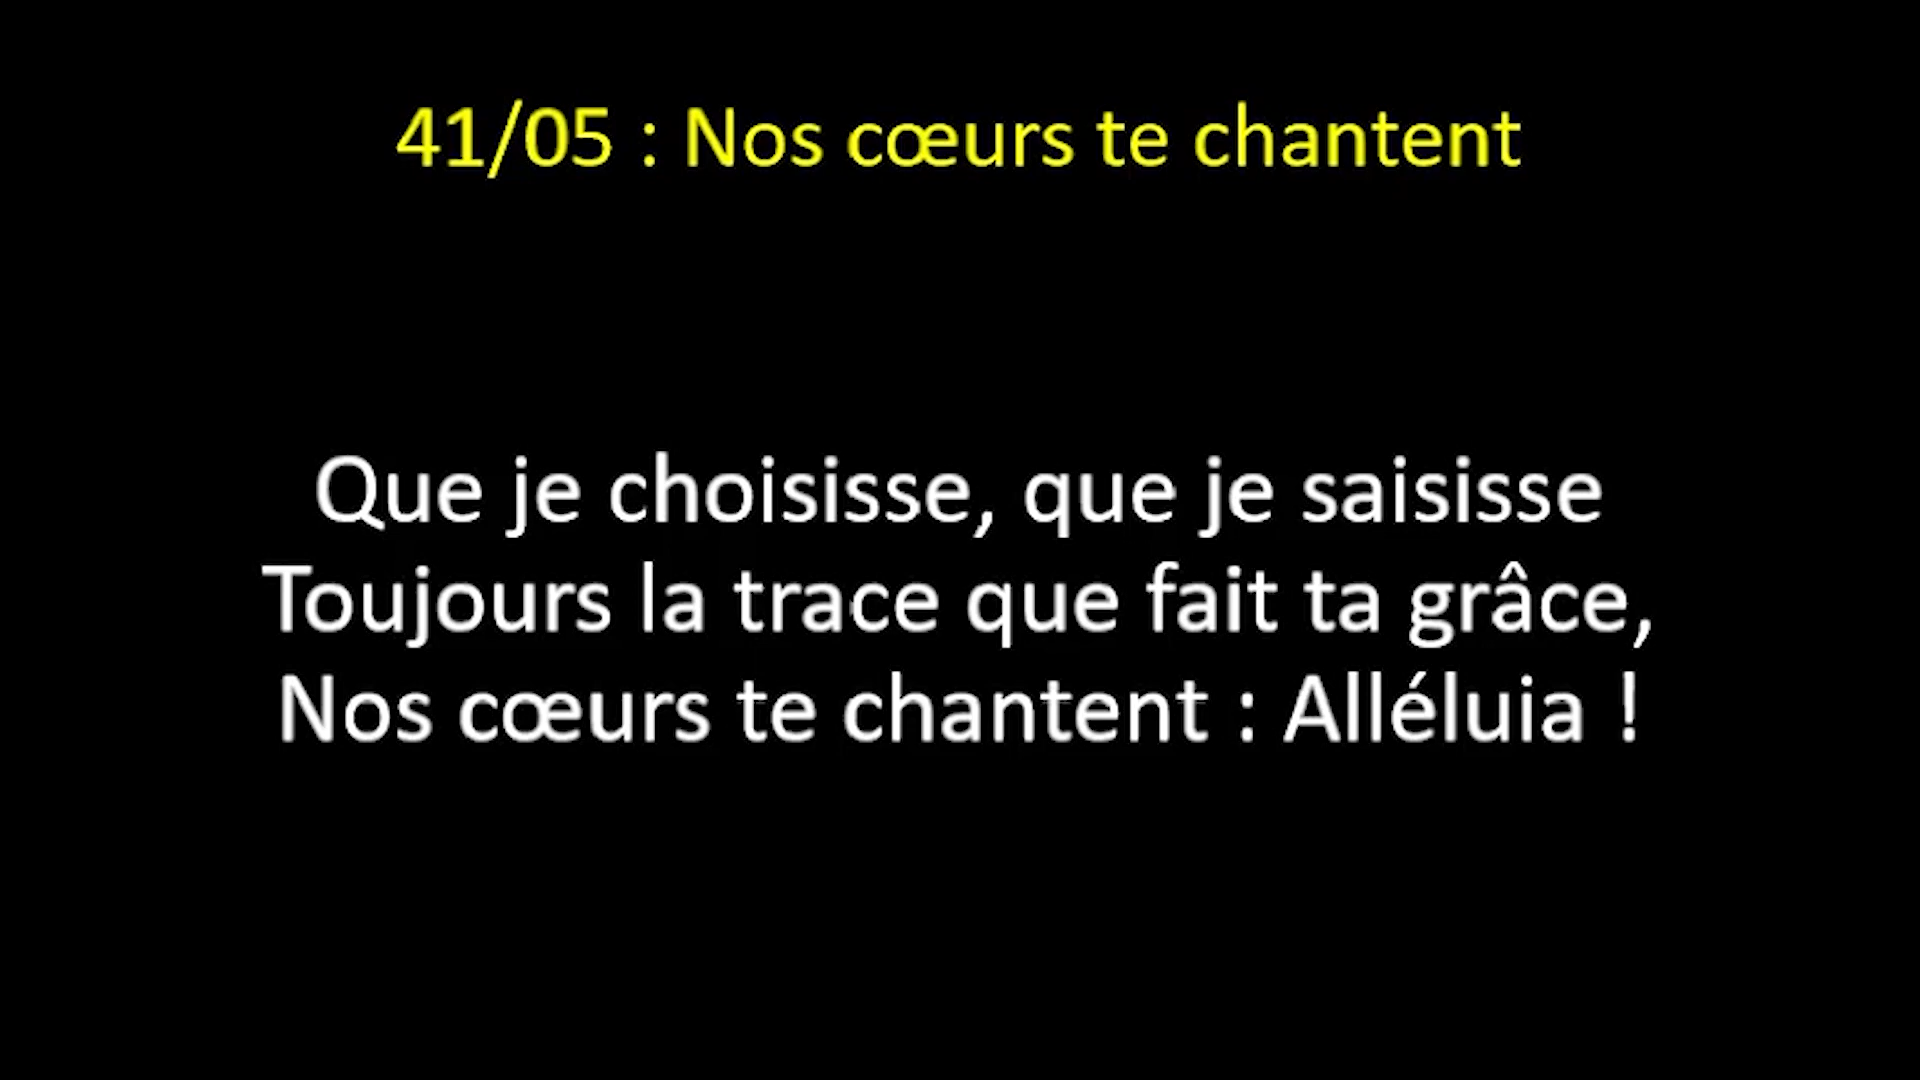 41/05 : Nos cœurs te chantent
Que je choisisse, que je saisisse
Toujours la trace que fait ta grâce,
Nos cœurs te chantent : Alléluia !